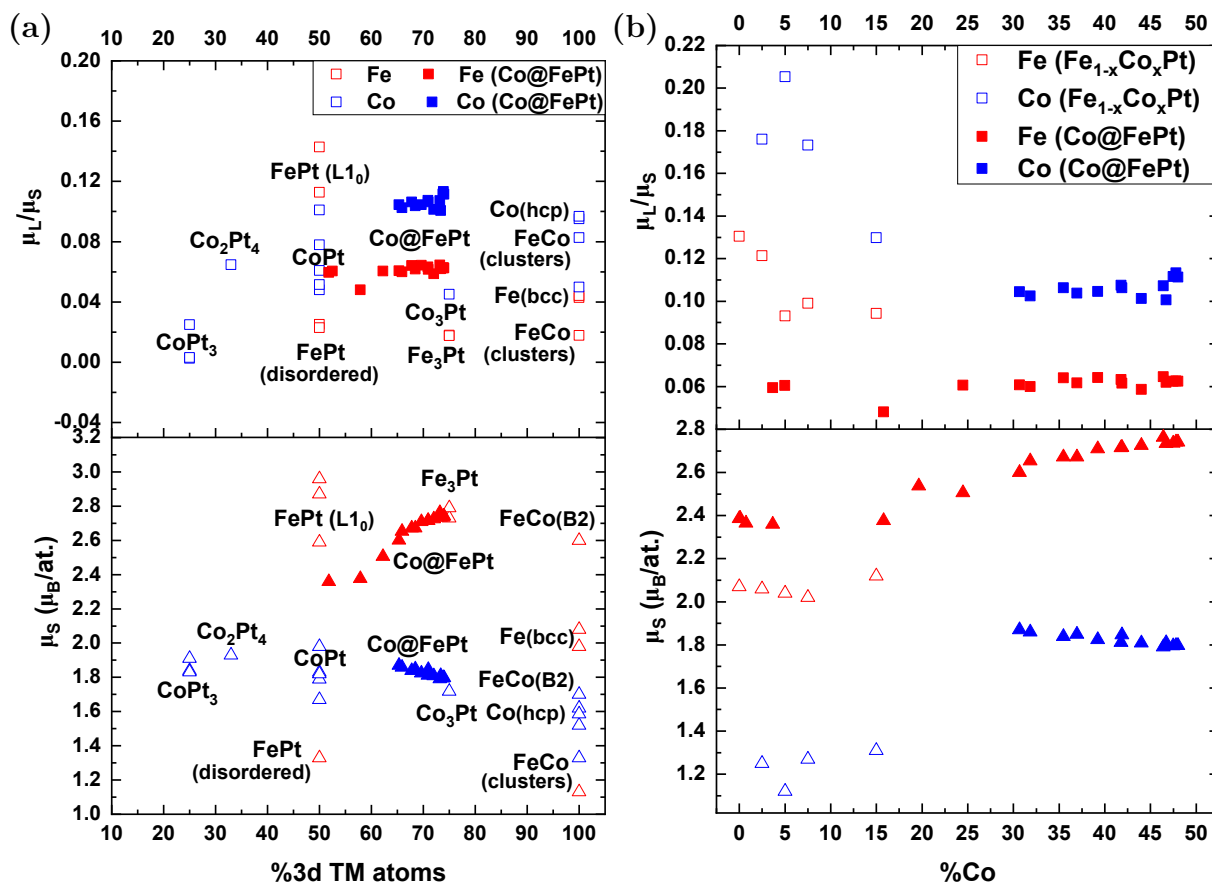 (a)
10 20 30 40 50 60 70 80 90 100
0.20
0.16
0.12
0.08
0.04
0.00
-0.04
μL/μS
Fe Fe (Co@FePt)
Co Co (Co@FePt)
FePt (L1₀)
Co₂Pt₄
CoPt
Co@FePt
Co(hcp)
FeCo
(clusters)
Fe(bcc)
Co₃Pt
CoPt₃
FePt
(disordered)
Fe₃Pt
FeCo
(clusters)
3.2
3.0
2.8
2.6
2.4
2.2
2.0
1.8
1.6
1.4
1.2
1.0
μS (μB/at.)
Fe₃Pt
FePt (L1₀)
FeCo(B2)
Co@FePt
Co₂Pt₄
Co@FePt
Fe(bcc)
CoPt
CoPt₃
FeCo(B2)
Co₃Pt
Co(hcp)
FePt
(disordered)
FeCo
(clusters)
10 20 30 40 50 60 70 80 90 100
%3d TM atoms
(b)
0 5 10 15 20 25 30 35 40 45 50
0.22
0.20
0.18
0.16
0.14
0.12
0.10
0.08
0.06
μL/μS
Fe (Fe₁₋ₓCoₓPt)
Co (Fe₁₋ₓCoₓPt)
Fe (Co@FePt)
Co (Co@FePt)
2.8
2.6
2.4
2.2
2.0
1.8
1.6
1.4
1.2
μS (μB/at.)
0 5 10 15 20 25 30 35 40 45 50
%Co